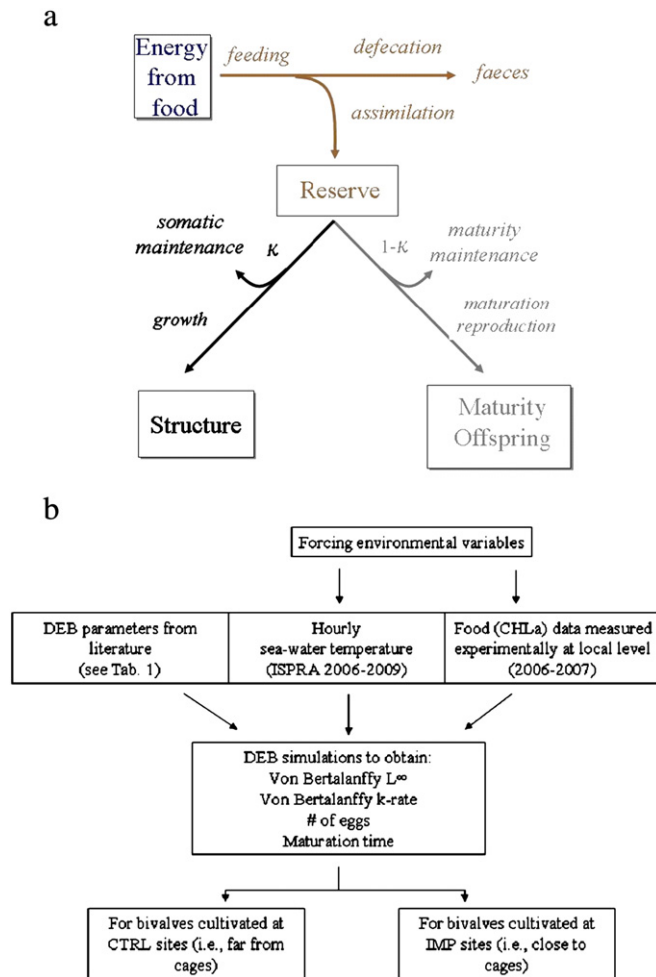 a
Energy
from
food
feeding
defecation
faeces
assimilation
Reserve
somatic
maintenance
κ
1-κ
maturity
maintenance
growth
maturation
reproduction
Structure
Maturity
Offspring
b
Forcing environmental variables
DEB parameters from
literature
(see Tab. 1)
Hourly
sea-water temperature
(ISPRA 2006-2009)
Food (CHLa) data measured
experimentally at local level
(2006-2007)
DEB simulations to obtain:
Von Bertalanffy L∞
Von Bertalanffy k-rate
# of eggs
Maturation time
For bivalves cultivated at
CTRL sites (i.e., far from
cages)
For bivalves cultivated at
IMP sites (i.e., close to
cages)